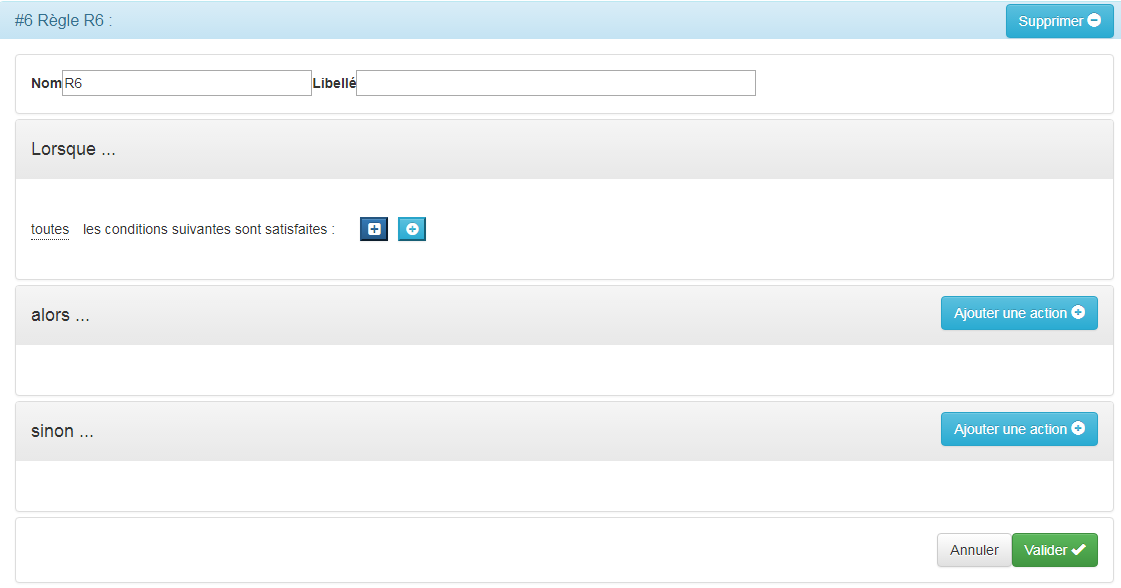 #6 Règle R6 : Supprimer
Nom R6 Libellé
Lorsque ...
toutes les conditions suivantes sont satisfaites :
alors ... Ajouter une action
sinon ... Ajouter une action
Annuler Valider